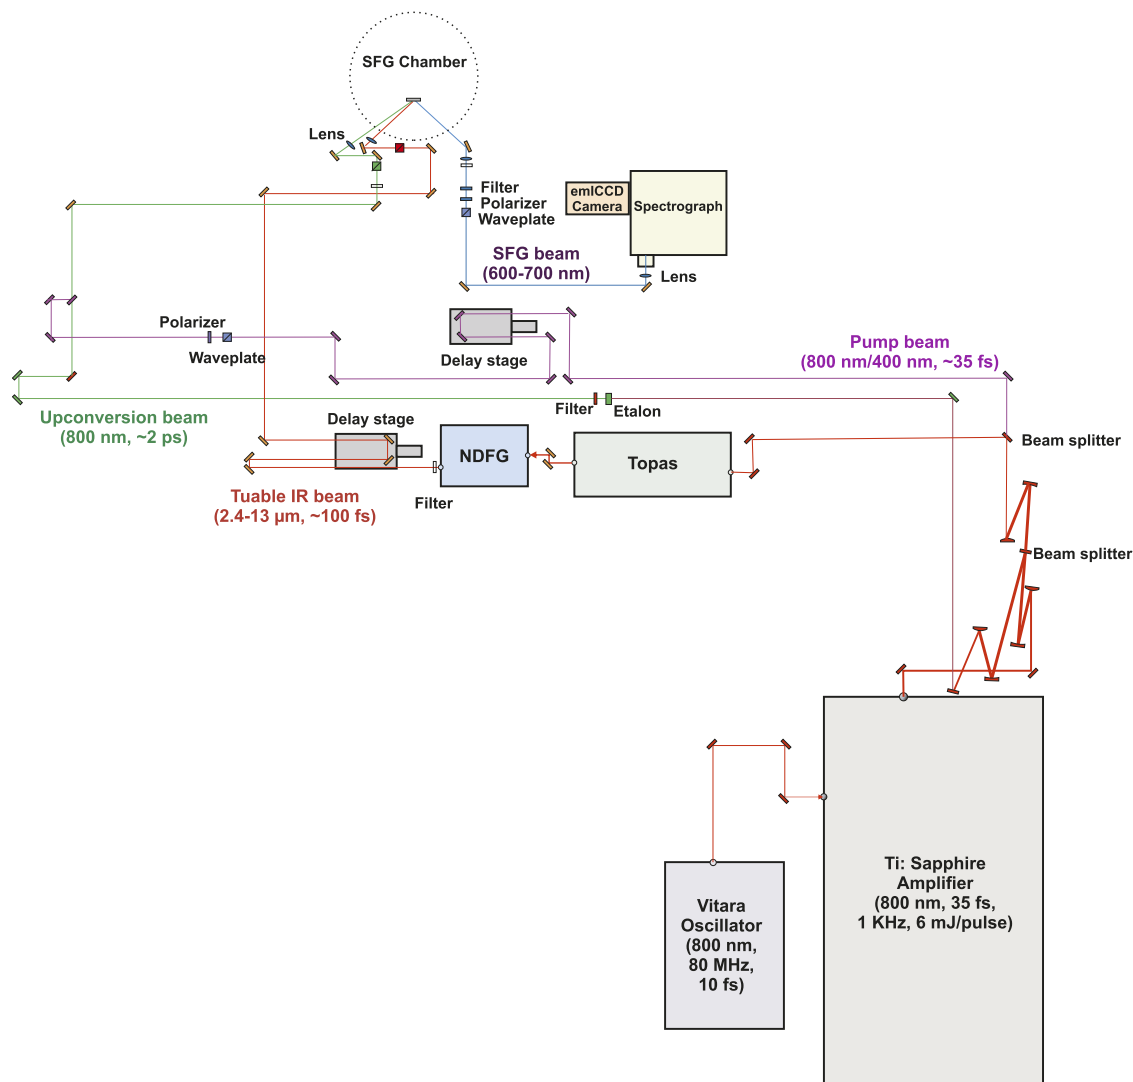 SFG Chamber
Lens
Filter
Polarizer
Waveplate
emICCD
Camera
Spectrograph
SFG beam
(600-700 nm)
Lens
Polarizer
Waveplate
Delay stage
Pump beam
(800 nm/400 nm, ~35 fs)
Upconversion beam
(800 nm, ~2 ps)
Filter
Etalon
Delay stage
NDFG
Topas
Beam splitter
Tuable IR beam
(2.4-13 µm, ~100 fs)
Filter
Beam splitter
Ti: Sapphire
Amplifier
(800 nm, 35 fs,
1 KHz, 6 mJ/pulse)
Vitara
Oscillator
(800 nm,
80 MHz,
10 fs)